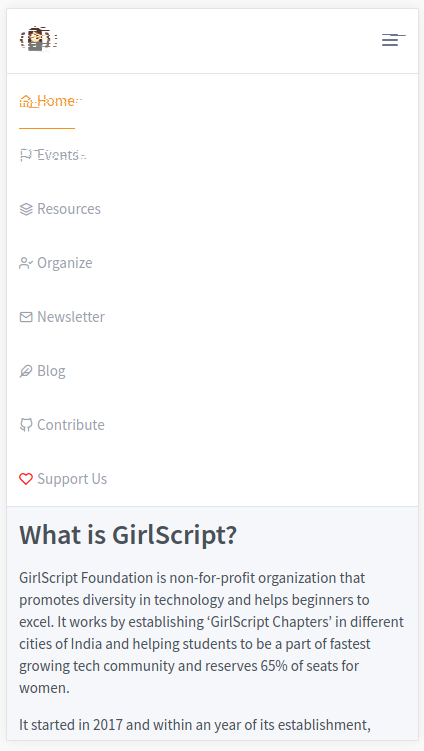 Home
Events
Resources
Organize
Newsletter
Blog
Contribute
Support Us
What is GirlScript?
GirlScript Foundation is non-for-profit organization that
promotes diversity in technology and helps beginners to
excel. It works by establishing ‘GirlScript Chapters’ in different
cities of India and helping students to be a part of fastest
growing tech community and reserves 65% of seats for
women.
It started in 2017 and within an year of its establishment,